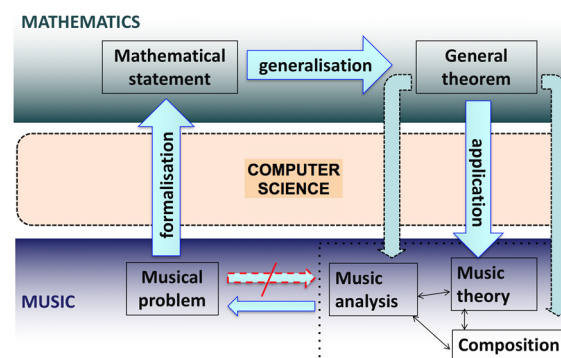 MATHEMATICS
Mathematical
statement
generalisation
General
theorem
formalisation
COMPUTER
SCIENCE
application
MUSIC
Musical
problem
Music
analysis
Music
theory
Composition